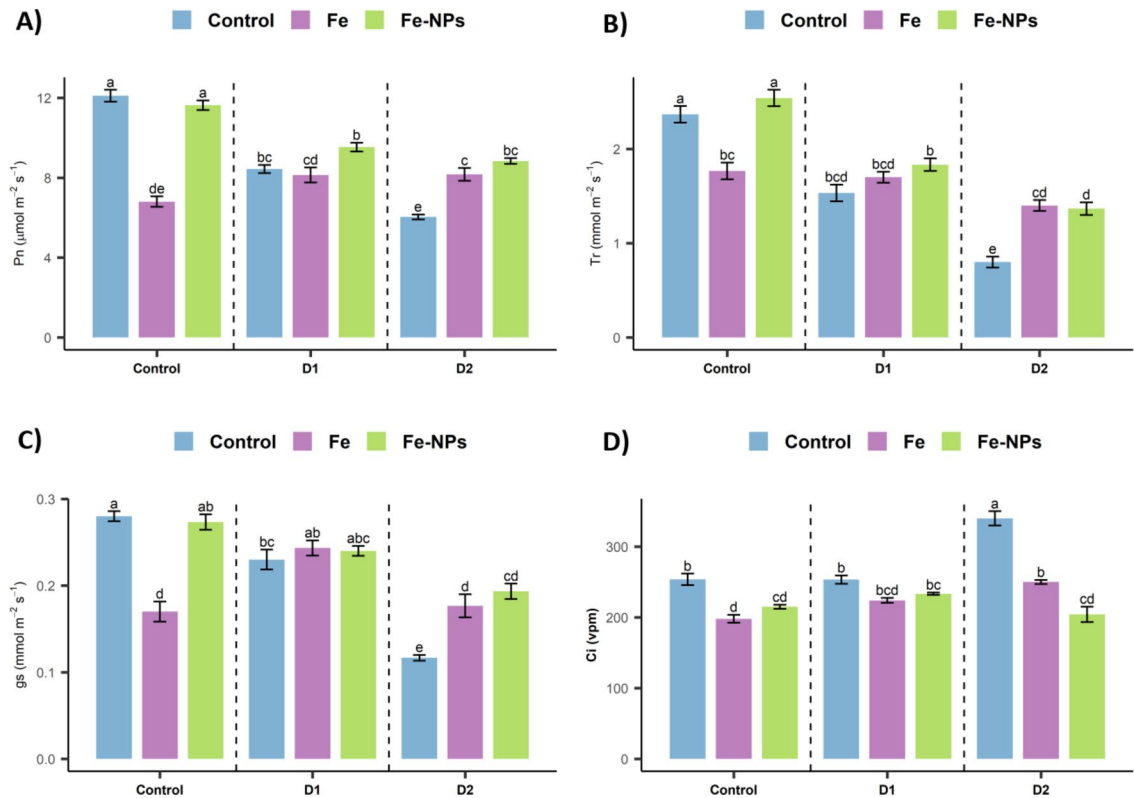 A)
Control Fe Fe-NPs
Pn (μmol m⁻² s⁻¹)
12
8
4
0
a
de
a
bc
cd
b
e
c
bc
Control D1 D2
B)
Control Fe Fe-NPs
Tr (mmol m⁻² s⁻¹)
2
1
0
a
bc
a
bcd
bcd
b
e
cd
d
Control D1 D2
C)
Control Fe Fe-NPs
gs (mmol m⁻² s⁻¹)
0.3
0.2
0.1
0.0
a
d
ab
bc
ab
abc
e
d
cd
Control D1 D2
D)
Control Fe Fe-NPs
Ci (vpm)
300
200
100
0
b
d
cd
b
bcd
bc
a
b
cd
Control D1 D2